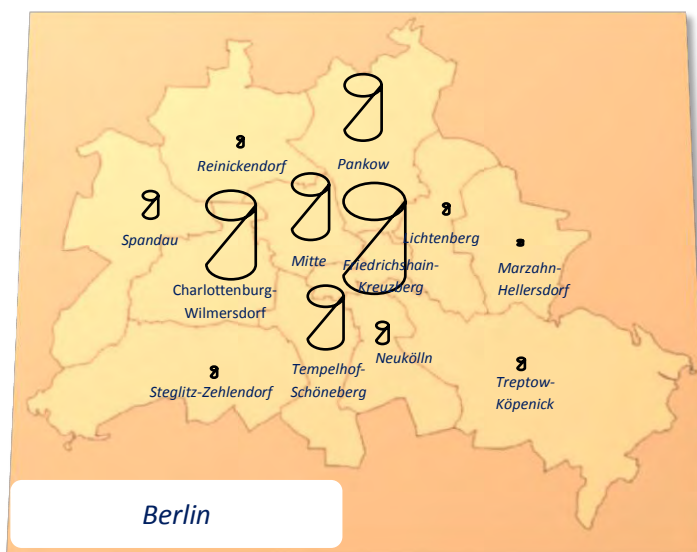 Reinickendorf
Pankow
Spandau
Lichtenberg
Mitte
Friedrichshain-
Kreuzberg
Marzahn-
Hellersdorf
Charlottenburg-
Wilmersdorf
Neukölln
Tempelhof-
Schöneberg
Steglitz-Zehlendorf
Treptow-
Köpenick
Berlin